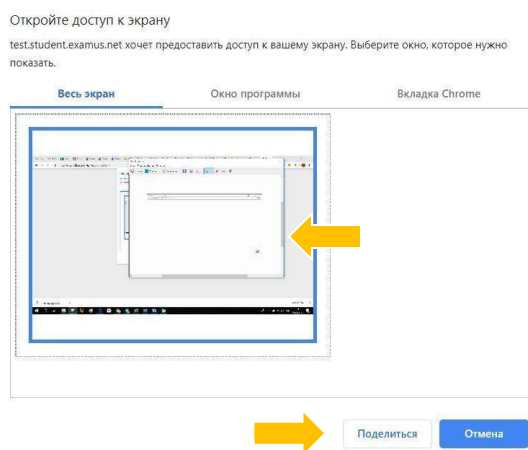 Откройте доступ к экрану
test.student.examus.net хочет предоставить доступ к вашему экрану. Выберите окно, которое нужно
показать.
Весь экран
Окно программы
Вкладка Chrome
Поделиться
Отмена